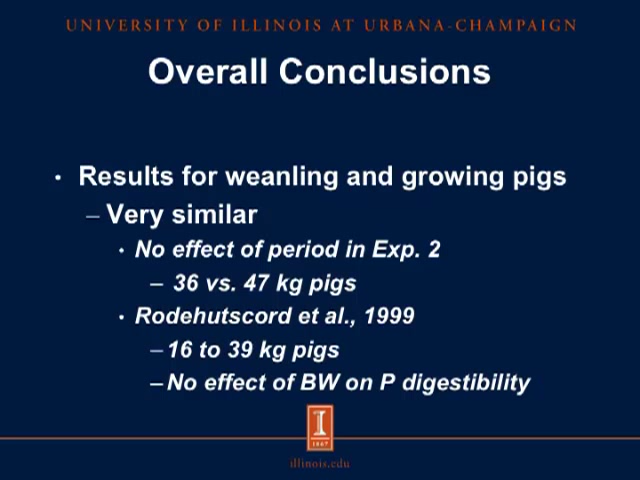 UNIVERSITY OF ILLINOIS AT URBANA-CHAMPAIGN
Overall Conclusions
• Results for weanling and growing pigs
– Very similar
• No effect of period in Exp. 2
– 36 vs. 47 kg pigs
• Rodehutscord et al., 1999
–16 to 39 kg pigs
–No effect of BW on P digestibility
I
1867
illinois.edu